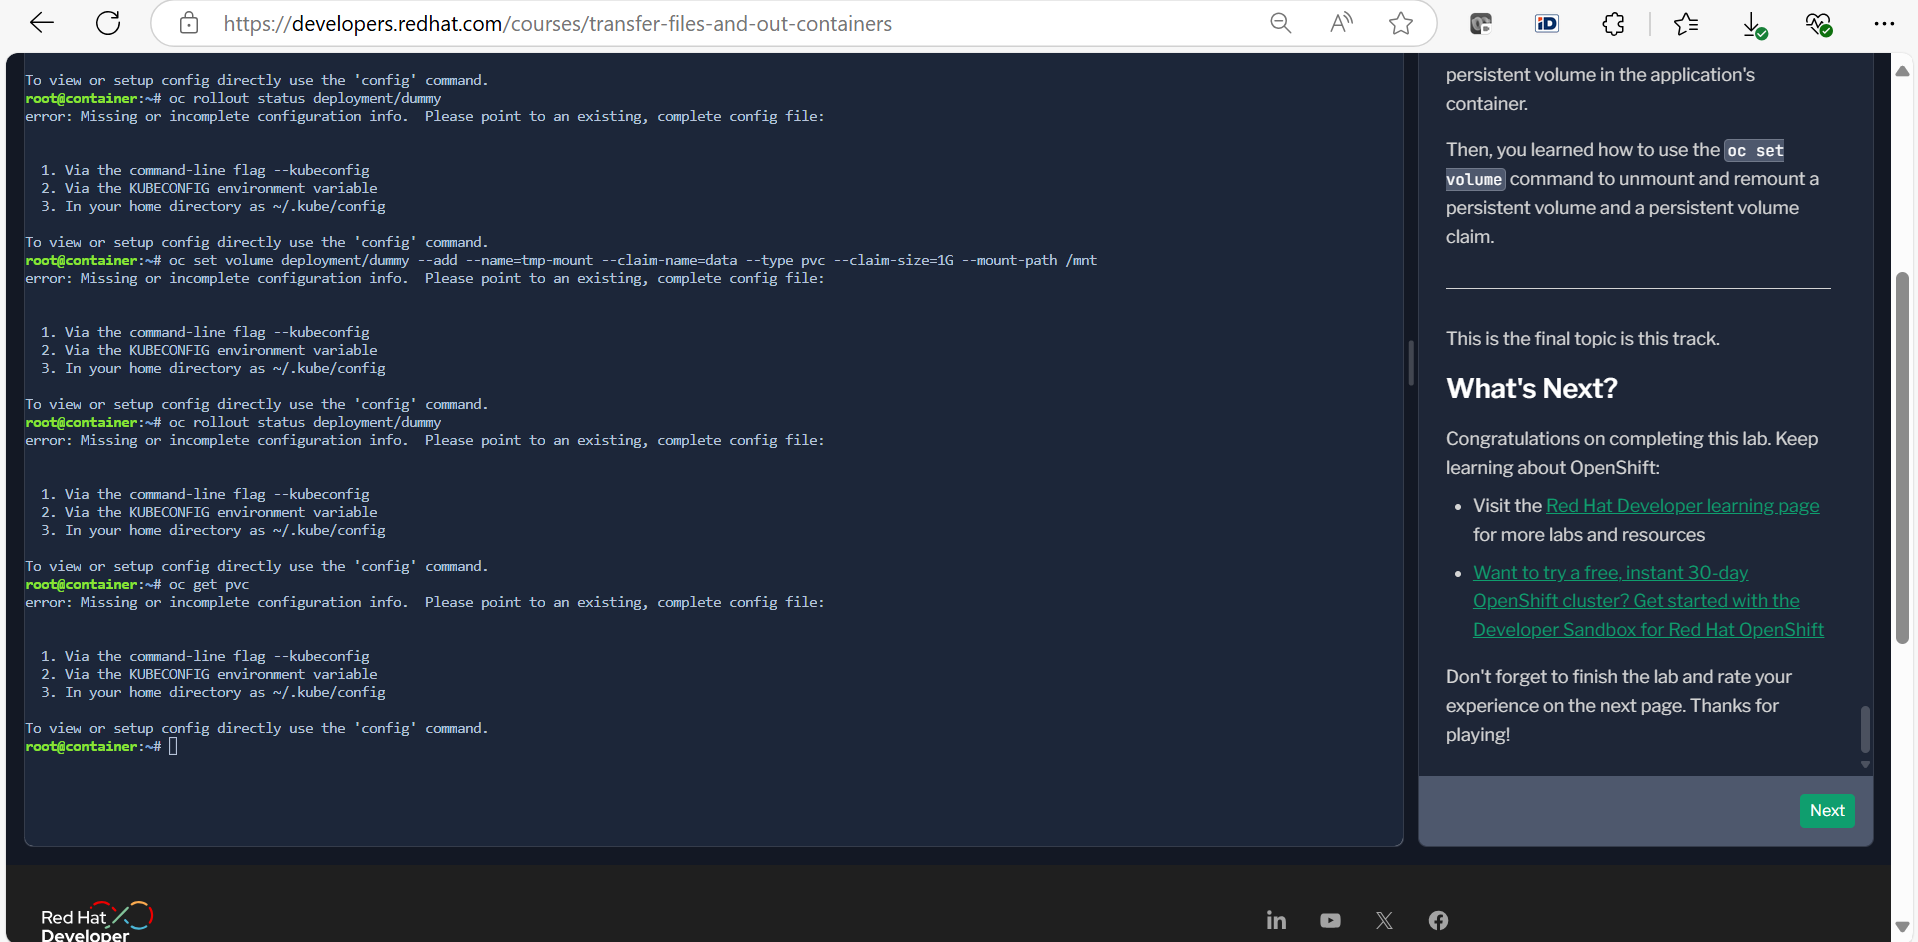 https://developers.redhat.com/courses/transfer-files-and-out-containers
To view or setup config directly use the 'config' command.
root@container:~# oc rollout status deployment/dummy
error: Missing or incomplete configuration info.  Please point to an existing, complete config file:
1. Via the command-line flag --kubeconfig
2. Via the KUBECONFIG environment variable
3. In your home directory as ~/.kube/config
To view or setup config directly use the 'config' command.
root@container:~# oc set volume deployment/dummy --add --name=tmp-mount --claim-name=data --type pvc --claim-size=1G --mount-path /mnt
error: Missing or incomplete configuration info.  Please point to an existing, complete config file:
1. Via the command-line flag --kubeconfig
2. Via the KUBECONFIG environment variable
3. In your home directory as ~/.kube/config
To view or setup config directly use the 'config' command.
root@container:~# oc rollout status deployment/dummy
error: Missing or incomplete configuration info.  Please point to an existing, complete config file:
1. Via the command-line flag --kubeconfig
2. Via the KUBECONFIG environment variable
3. In your home directory as ~/.kube/config
To view or setup config directly use the 'config' command.
root@container:~# oc get pvc
error: Missing or incomplete configuration info.  Please point to an existing, complete config file:
1. Via the command-line flag --kubeconfig
2. Via the KUBECONFIG environment variable
3. In your home directory as ~/.kube/config
To view or setup config directly use the 'config' command.
root@container:~#
persistent volume in the application's
container.
Then, you learned how to use the oc set
volume command to unmount and remount a
persistent volume and a persistent volume
claim.
This is the final topic is this track.
What's Next?
Congratulations on completing this lab. Keep
learning about OpenShift:
• Visit the Red Hat Developer learning page
for more labs and resources
• Want to try a free, instant 30-day
OpenShift cluster? Get started with the
Developer Sandbox for Red Hat OpenShift
Don't forget to finish the lab and rate your
experience on the next page. Thanks for
playing!
Next
Red Hat
Developer